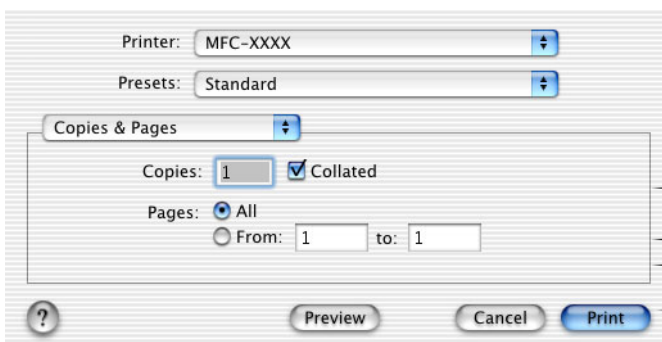 Printer: MFC-XXXX
Presets: Standard
Copies & Pages
Copies: 1 Collated
Pages: All
From: 1 to: 1
? Preview Cancel Print